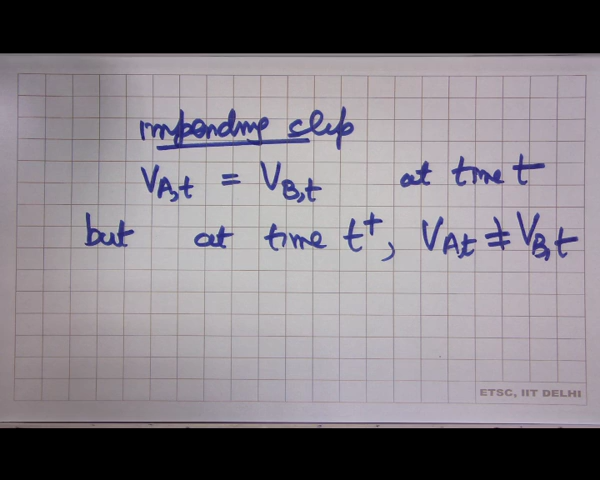 impending slip
VA,t = VB,t at time t
but at time t+, VA,t ≠ VB,t
ETSC, IIT DELHI